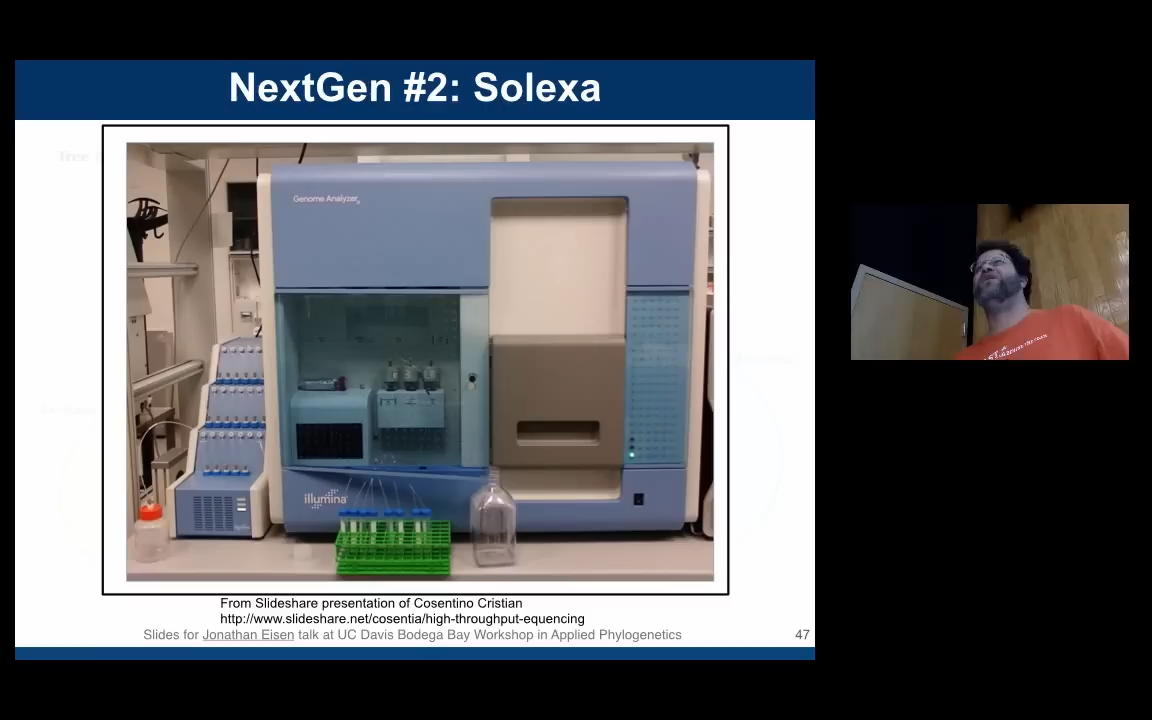 NextGen #2: Solexa
Tree
Genome Analyzer
illumina
From Slideshare presentation of Cosentino Cristian
http://www.slideshare.net/cosentia/high-throughput-equencing
Slides for Jonathan Eisen talk at UC Davis Bodega Bay Workshop in Applied Phylogenetics
47